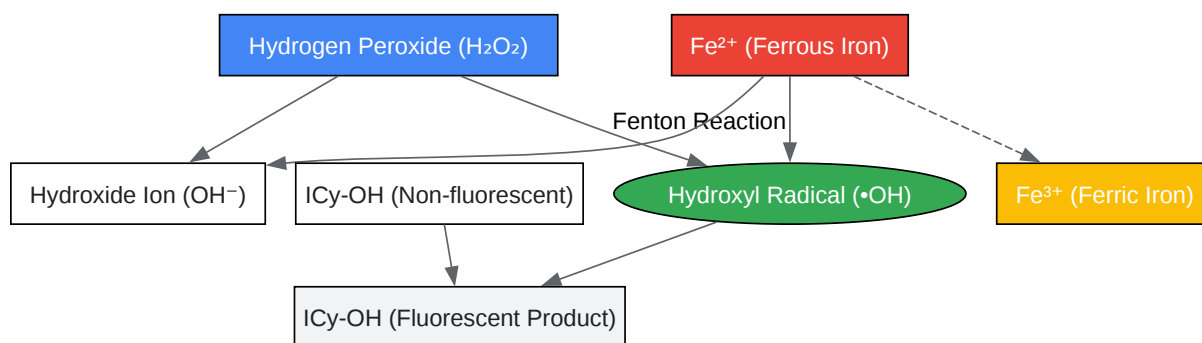 Hydrogen Peroxide (H₂O₂)
Fe²⁺ (Ferrous Iron)
Fenton Reaction
Hydroxide Ion (OH⁻)
ICy-OH (Non-fluorescent)
Hydroxyl Radical (•OH)
Fe³⁺ (Ferric Iron)
ICy-OH (Fluorescent Product)